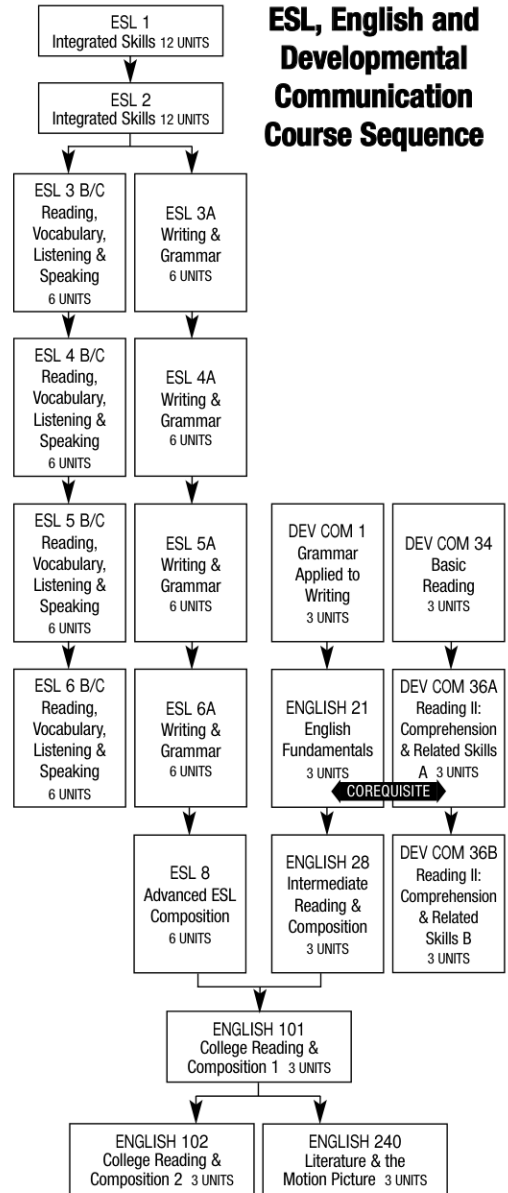 ESL, English and
Developmental
Communication
Course Sequence
ESL 1
Integrated Skills 12 UNITS
ESL 2
Integrated Skills 12 UNITS
ESL 3 B/C
Reading,
Vocabulary,
Listening &
Speaking
6 UNITS
ESL 3A
Writing &
Grammar
6 UNITS
ESL 4 B/C
Reading,
Vocabulary,
Listening &
Speaking
6 UNITS
ESL 4A
Writing &
Grammar
6 UNITS
ESL 5 B/C
Reading,
Vocabulary,
Listening &
Speaking
6 UNITS
ESL 5A
Writing &
Grammar
6 UNITS
DEV COM 1
Grammar
Applied to
Writing
3 UNITS
DEV COM 34
Basic
Reading
3 UNITS
ESL 6 B/C
Reading,
Vocabulary,
Listening &
Speaking
6 UNITS
ESL 6A
Writing &
Grammar
6 UNITS
ENGLISH 21
English
Fundamentals
3 UNITS
DEV COM 36A
Reading II:
Comprehension
& Related Skills
A 3 UNITS
COREQUISITE
ESL 8
Advanced ESL
Composition
6 UNITS
ENGLISH 28
Intermediate
Reading &
Composition
3 UNITS
DEV COM 36B
Reading II:
Comprehension
& Related
Skills B
3 UNITS
ENGLISH 101
College Reading &
Composition 1 3 UNITS
ENGLISH 102
College Reading &
Composition 2 3 UNITS
ENGLISH 240
Literature & the
Motion Picture 3 UNITS